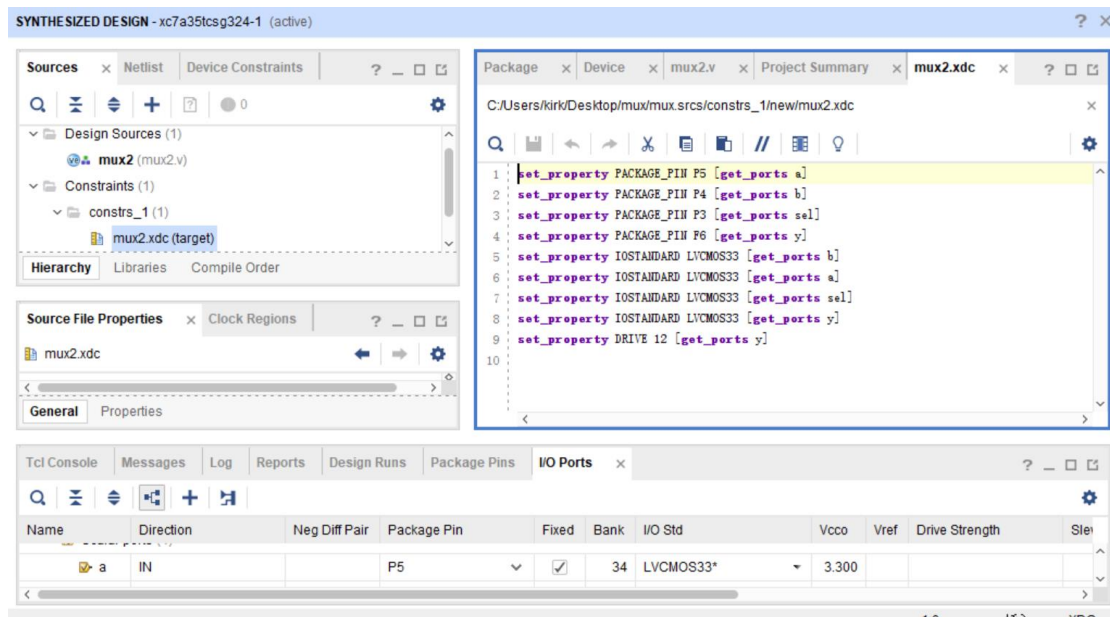 SYNTHESIZED DESIGN - xc7a35tcsg324-1 (active)
Sources Netlist Device Constraints
0
Design Sources (1)
mux2 (mux2.v)
Constraints (1)
constrs_1 (1)
mux2.xdc (target)
Hierarchy Libraries Compile Order
Source File Properties Clock Regions
mux2.xdc
General Properties
Package Device mux2.v Project Summary mux2.xdc
C:/Users/kirk/Desktop/mux/mux.srcs/constrs_1/new/mux2.xdc
1 set_property PACKAGE_PIN P5 [get_ports a]
2 set_property PACKAGE_PIN P4 [get_ports b]
3 set_property PACKAGE_PIN P3 [get_ports sel]
4 set_property PACKAGE_PIN P6 [get_ports y]
5 set_property IOSTANDARD LVCMOS33 [get_ports b]
6 set_property IOSTANDARD LVCMOS33 [get_ports a]
7 set_property IOSTANDARD LVCMOS33 [get_ports sel]
8 set_property IOSTANDARD LVCMOS33 [get_ports y]
9 set_property DRIVE 12 [get_ports y]
10
Tcl Console Messages Log Reports Design Runs Package Pins I/O Ports
Name Direction Neg Diff Pair Package Pin Fixed Bank I/O Std Vcco Vref Drive Strength
a IN P5 34 LVCMOS33* 3.300